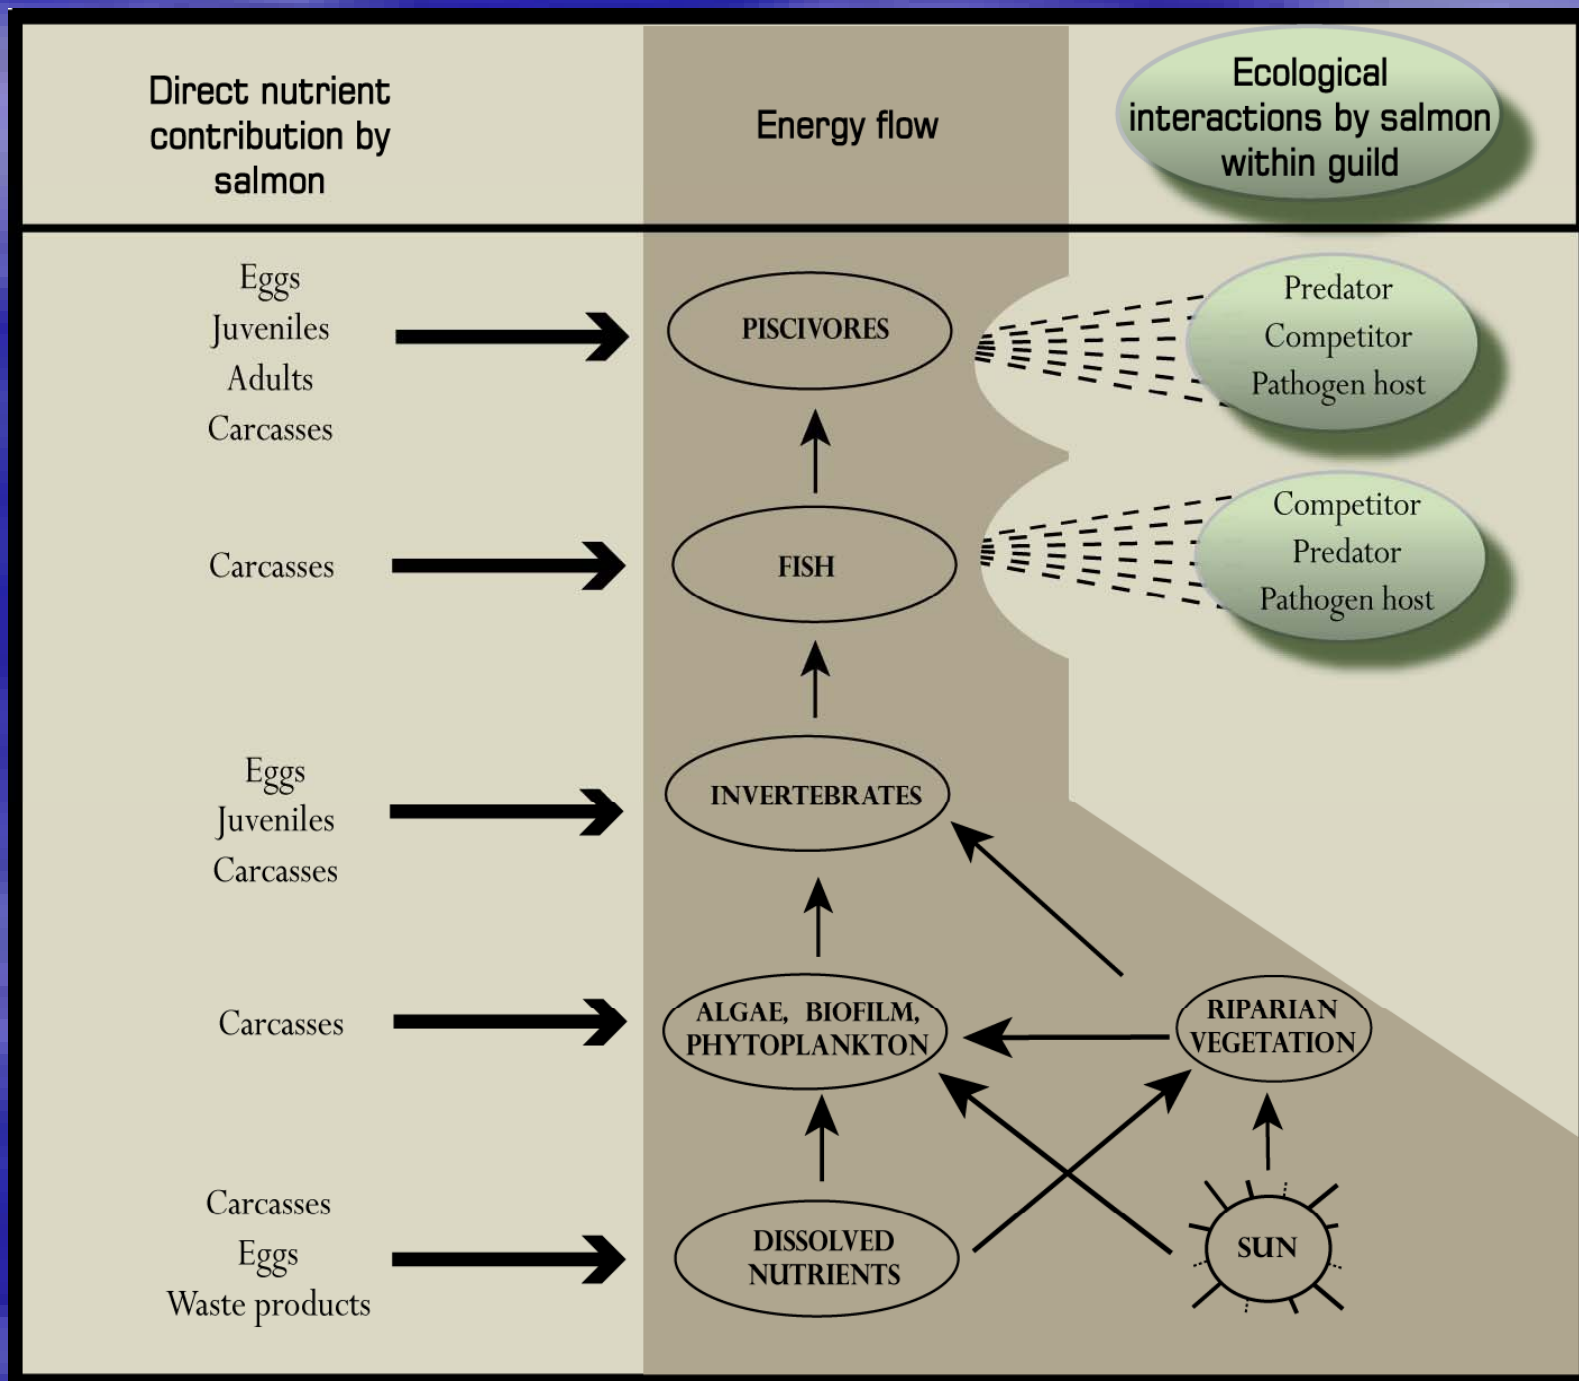 Direct nutrient
contribution by
salmon
Energy flow
Ecological
interactions by salmon
within guild
Eggs
Juveniles
Adults
Carcasses
PISCIVORES
Predator
Competitor
Pathogen host
Carcasses
FISH
Competitor
Predator
Pathogen host
Eggs
Juveniles
Carcasses
INVERTEBRATES
Carcasses
ALGAE, BIOFILM,
PHYTOPLANKTON
RIPARIAN
VEGETATION
Carcasses
Eggs
Waste products
DISSOLVED
NUTRIENTS
SUN